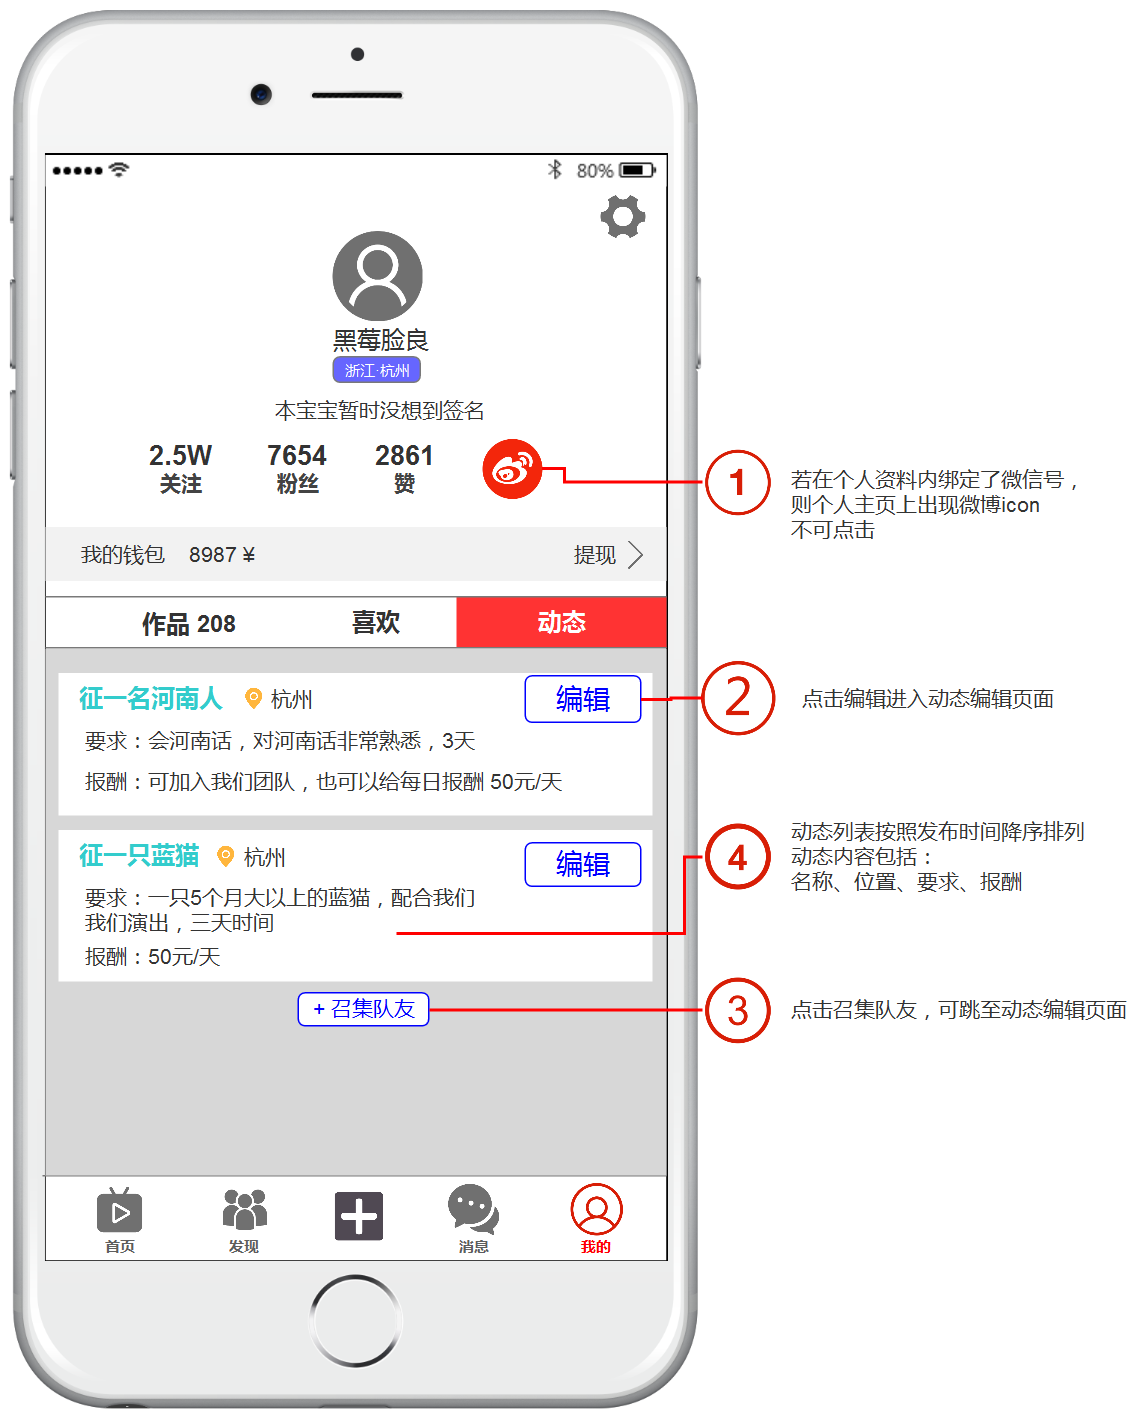 80%
黑莓脸良
浙江·杭州
本宝宝暂时没想到签名
2.5W 7654 2861
关注 粉丝 赞
1
若在个人资料内绑定了微信号，
则个人主页上出现微博icon
不可点击
我的钱包 8987 ¥ 提现
作品 208 喜欢 动态
征一名河南人 杭州 编辑
2
点击编辑进入动态编辑页面
要求：会河南话，对河南话非常熟悉，3天
报酬：可加入我们团队，也可以给每日报酬 50元/天
征一只蓝猫 杭州 编辑
要求：一只5个月大以上的蓝猫，配合我们
我们演出，三天时间
报酬：50元/天
4
动态列表按照发布时间降序排列
动态内容包括：
名称、位置、要求、报酬
+ 召集队友
3
点击召集队友，可跳至动态编辑页面
首页 发现 消息 我的